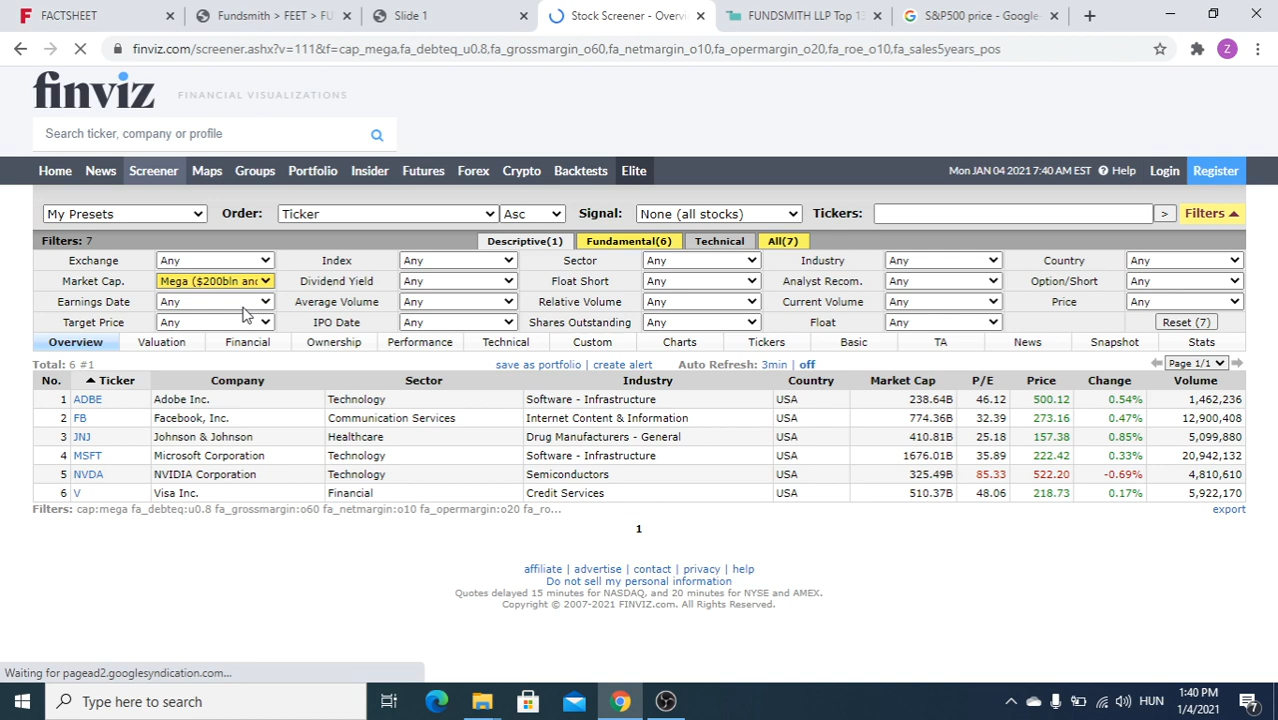 FACTSHEET × Fundsmith > FEET > FU × Slide 1 × Stock Screener - Overvi × FUNDSMITH LLP Top 13 × S&P500 price - Google ×
finviz.com/screener.ashx?v=111&f=cap_mega,fa_debteq_u0.8,fa_grossmargin_o60,fa_netmargin_o10,fa_opermargin_o20,fa_roe_o10,fa_sales5years_pos
Z
finviz FINANCIAL VISUALIZATIONS
Search ticker, company or profile
Home News Screener Maps Groups Portfolio Insider Futures Forex Crypto Backtests Elite Mon JAN 04 2021 7:40 AM EST Help Login Register
My Presets Order: Ticker Asc Signal: None (all stocks) Tickers: > Filters
Filters: 7 Descriptive(1) Fundamental(6) Technical All(7)
Exchange Any Index Any Sector Any Industry Any Country Any
Market Cap. Mega ($200bln and Dividend Yield Any Float Short Any Analyst Recom. Any Option/Short Any
Earnings Date Any Average Volume Any Relative Volume Any Current Volume Any Price Any
Target Price Any IPO Date Any Shares Outstanding Any Float Any Reset (7)
Overview Valuation Financial Ownership Performance Technical Custom Charts Tickers Basic TA News Snapshot Stats
Total: 6 #1 save as portfolio | create alert Auto Refresh: 3min | off Page 1/1
No. Ticker Company Sector Industry Country Market Cap P/E Price Change Volume
1 ADBE Adobe Inc. Technology Software - Infrastructure USA 238.64B 46.12 500.12 0.54% 1,462,236
2 FB Facebook, Inc. Communication Services Internet Content & Information USA 774.36B 32.39 273.16 0.47% 12,900,408
3 JNJ Johnson & Johnson Healthcare Drug Manufacturers - General USA 410.81B 25.18 157.38 0.85% 5,099,880
4 MSFT Microsoft Corporation Technology Software - Infrastructure USA 1676.01B 35.89 222.42 0.33% 20,942,132
5 NVDA NVIDIA Corporation Technology Semiconductors USA 325.49B 85.33 522.20 -0.69% 4,810,610
6 V Visa Inc. Financial Credit Services USA 510.37B 48.06 218.73 0.17% 5,922,170
Filters: cap:mega fa_debteq:u0.8 fa_grossmargin:o60 fa_netmargin:o10 fa_opermargin:o20 fa_ro... export
1
affiliate | advertise | contact | privacy | help
Do not sell my personal information
Quotes delayed 15 minutes for NASDAQ, and 20 minutes for NYSE and AMEX.
Copyright © 2007-2021 FINVIZ.com. All Rights Reserved.
Waiting for pagead2.googlesyndication.com...
Type here to search HUN 1:40 PM
1/4/2021 7